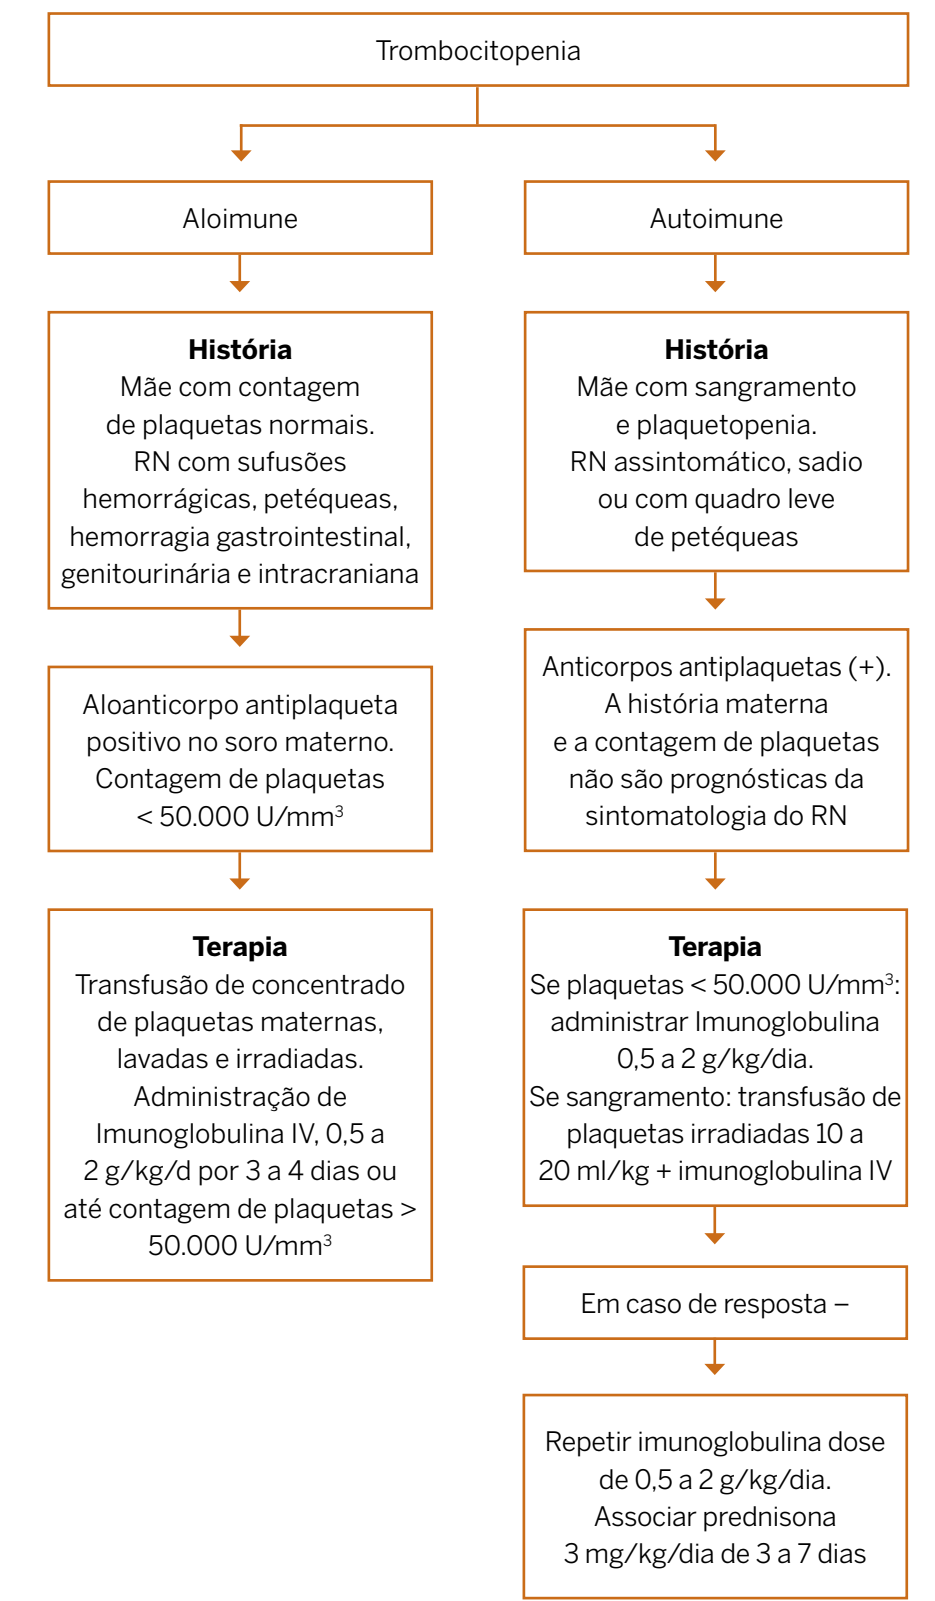 Trombocitopenia
Aloimune
História
Mãe com contagem
de plaquetas normais.
RN com sufusões
hemorrágicas, petéqueas,
hemorragia gastrointestinal,
genitourinária e intracraniana
Aloanticorpo antiplaqueta
positivo no soro materno.
Contagem de plaquetas
< 50.000 U/mm³
Terapia
Transfusão de concentrado
de plaquetas maternas,
lavadas e irradiadas.
Administração de
Imunoglobulina IV, 0,5 a
2 g/kg/d por 3 a 4 dias ou
até contagem de plaquetas >
50.000 U/mm³
Autoimune
História
Mãe com sangramento
e plaquetopenia.
RN assintomático, sadio
ou com quadro leve
de petéqueas
Anticorpos antiplaquetas (+).
A história materna
e a contagem de plaquetas
não são prognósticas da
sintomatologia do RN
Terapia
Se plaquetas < 50.000 U/mm³:
administrar Imunoglobulina
0,5 a 2 g/kg/dia.
Se sangramento: transfusão de
plaquetas irradiadas 10 a
20 ml/kg + imunoglobulina IV
Em caso de resposta –
Repetir imunoglobulina dose
de 0,5 a 2 g/kg/dia.
Associar prednisona
3 mg/kg/dia de 3 a 7 dias